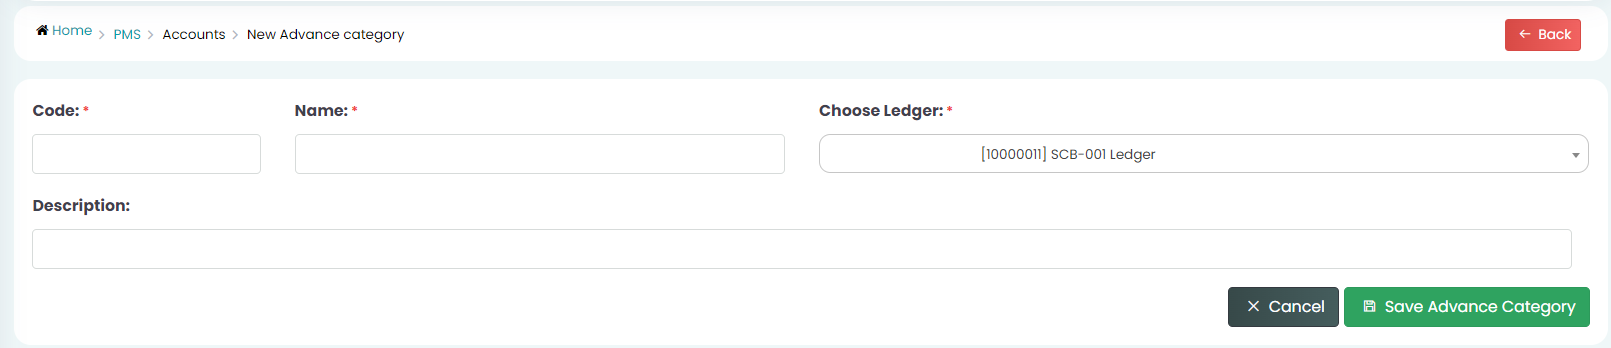 Home > PMS > Accounts > New Advance category
← Back
Code: *
Name: *
Choose Ledger: *
[10000011] SCB-001 Ledger
Description:
× Cancel
Save Advance Category